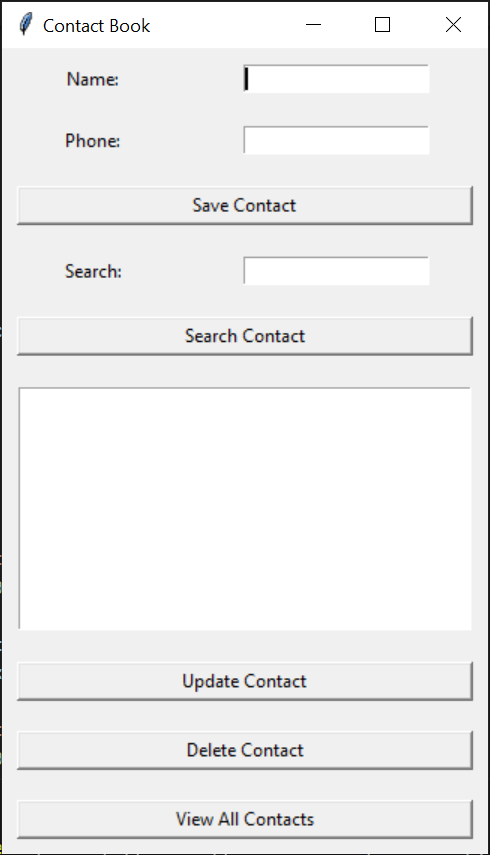 Contact Book
Name:
Phone:
Save Contact
Search:
Search Contact
Update Contact
Delete Contact
View All Contacts